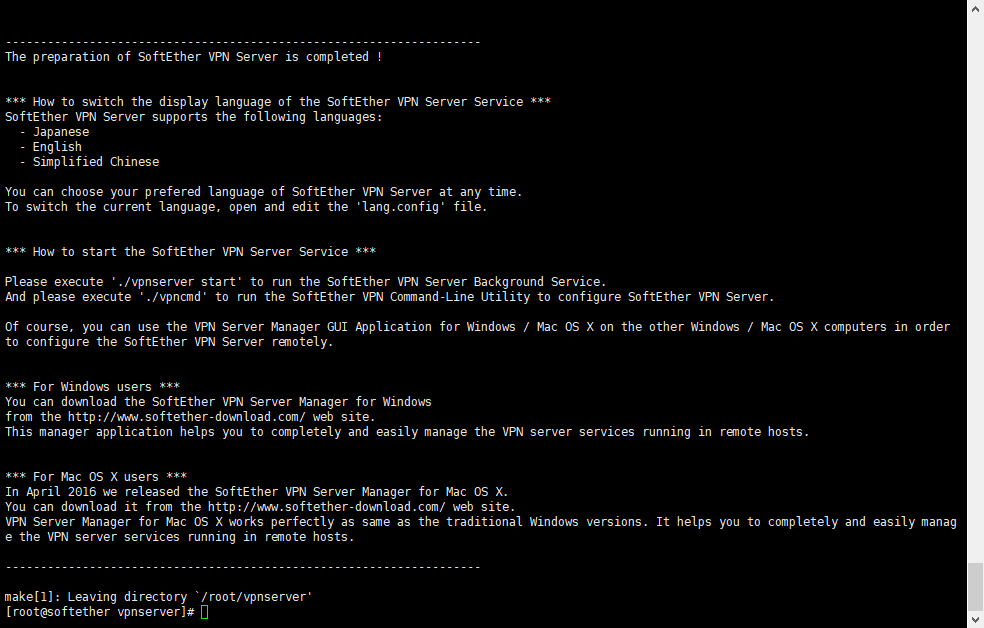 --------------------------------------------------------------------
The preparation of SoftEther VPN Server is completed !
*** How to switch the display language of the SoftEther VPN Server Service ***
SoftEther VPN Server supports the following languages:
  - Japanese
  - English
  - Simplified Chinese
You can choose your prefered language of SoftEther VPN Server at any time.
To switch the current language, open and edit the 'lang.config' file.
*** How to start the SoftEther VPN Server Service ***
Please execute './vpnserver start' to run the SoftEther VPN Server Background Service.
And please execute './vpncmd' to run the SoftEther VPN Command-Line Utility to configure SoftEther VPN Server.
Of course, you can use the VPN Server Manager GUI Application for Windows / Mac OS X on the other Windows / Mac OS X computers in order
to configure the SoftEther VPN Server remotely.
*** For Windows users ***
You can download the SoftEther VPN Server Manager for Windows
from the http://www.softether-download.com/ web site.
This manager application helps you to completely and easily manage the VPN server services running in remote hosts.
*** For Mac OS X users ***
In April 2016 we released the SoftEther VPN Server Manager for Mac OS X.
You can download it from the http://www.softether-download.com/ web site.
VPN Server Manager for Mac OS X works perfectly as same as the traditional Windows versions. It helps you to completely and easily manag
e the VPN server services running in remote hosts.
--------------------------------------------------------------------
make[1]: Leaving directory `/root/vpnserver'
[root@softether vpnserver]#